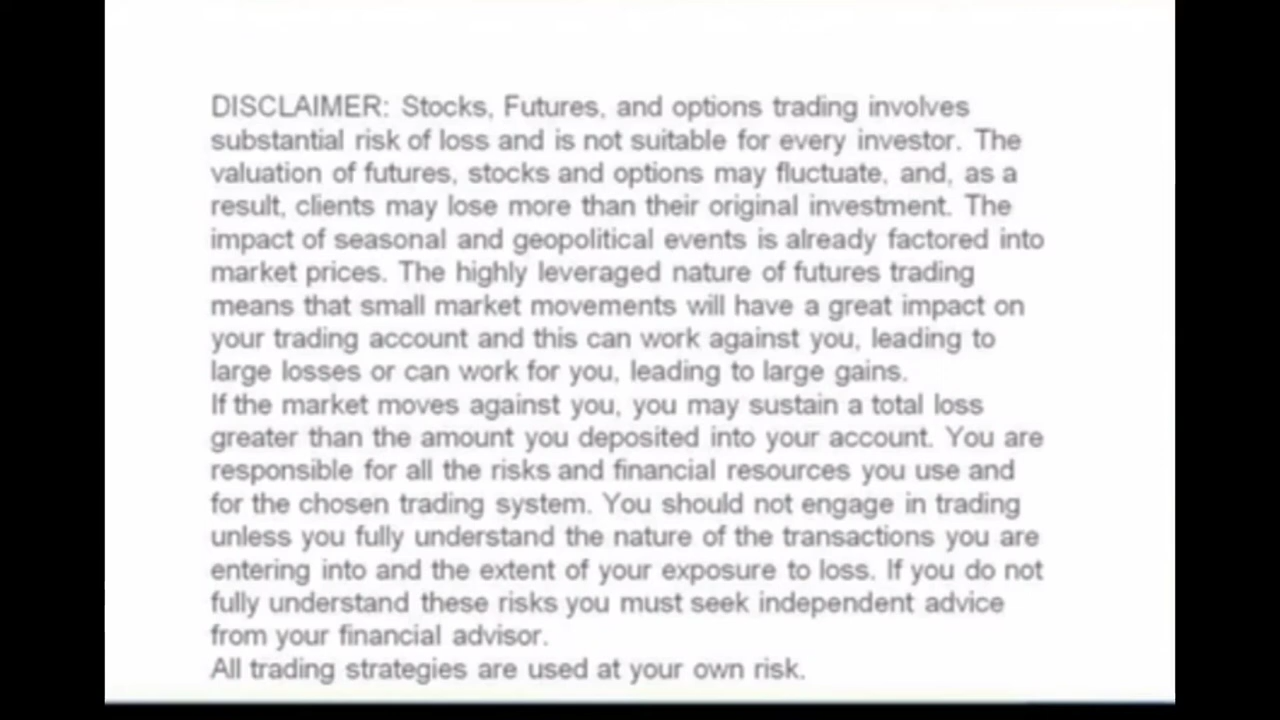 DISCLAIMER: Stocks, Futures, and options trading involves
substantial risk of loss and is not suitable for every investor. The
valuation of futures, stocks and options may fluctuate, and, as a
result, clients may lose more than their original investment. The
impact of seasonal and geopolitical events is already factored into
market prices. The highly leveraged nature of futures trading
means that small market movements will have a great impact on
your trading account and this can work against you, leading to
large losses or can work for you, leading to large gains.
If the market moves against you, you may sustain a total loss
greater than the amount you deposited into your account. You are
responsible for all the risks and financial resources you use and
for the chosen trading system. You should not engage in trading
unless you fully understand the nature of the transactions you are
entering into and the extent of your exposure to loss. If you do not
fully understand these risks you must seek independent advice
from your financial advisor.
All trading strategies are used at your own risk.